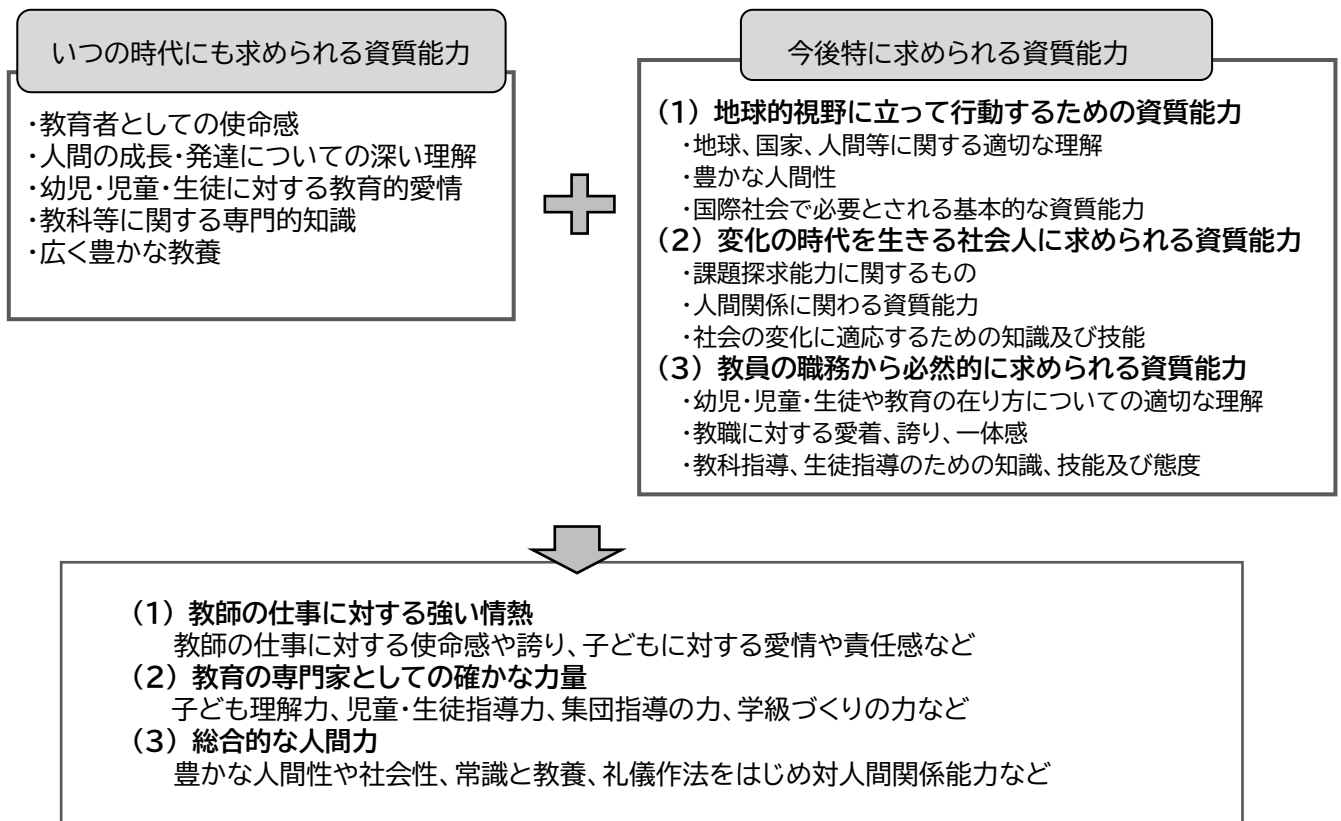 いつの時代にも求められる資質能力
・教育者としての使命感
・人間の成長・発達についての深い理解
・幼児・児童・生徒に対する教育的愛情
・教科等に関する専門的知識
・広く豊かな教養
今後特に求められる資質能力
（1）地球的視野に立って行動するための資質能力
・地球、国家、人間等に関する適切な理解
・豊かな人間性
・国際社会で必要とされる基本的な資質能力
（2）変化の時代を生きる社会人に求められる資質能力
・課題探求能力に関するもの
・人間関係に関わる資質能力
・社会の変化に適応するための知識及び技能
（3）教員の職務から必然的に求められる資質能力
・幼児・児童・生徒や教育の在り方についての適切な理解
・教職に対する愛着、誇り、一体感
・教科指導、生徒指導のための知識、技能及び態度
（1）教師の仕事に対する強い情熱
教師の仕事に対する使命感や誇り、子どもに対する愛情や責任感など
（2）教育の専門家としての確かな力量
子ども理解力、児童・生徒指導力、集団指導の力、学級づくりの力など
（3）総合的な人間力
豊かな人間性や社会性、常識と教養、礼儀作法をはじめ対人間関係能力など